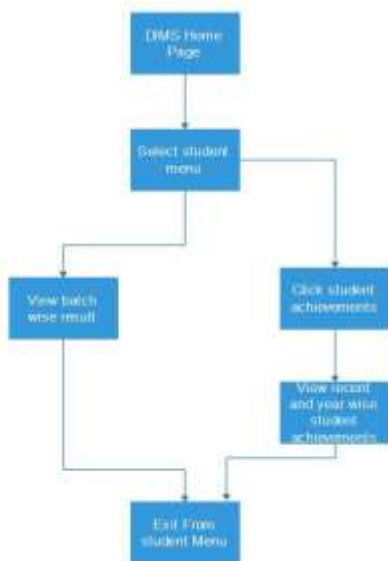 DIMS Home
Page
Select student
menu
View batch
wise result
Click student
achievements
View recent
and year wise
student
achievements
Exit From
student Menu